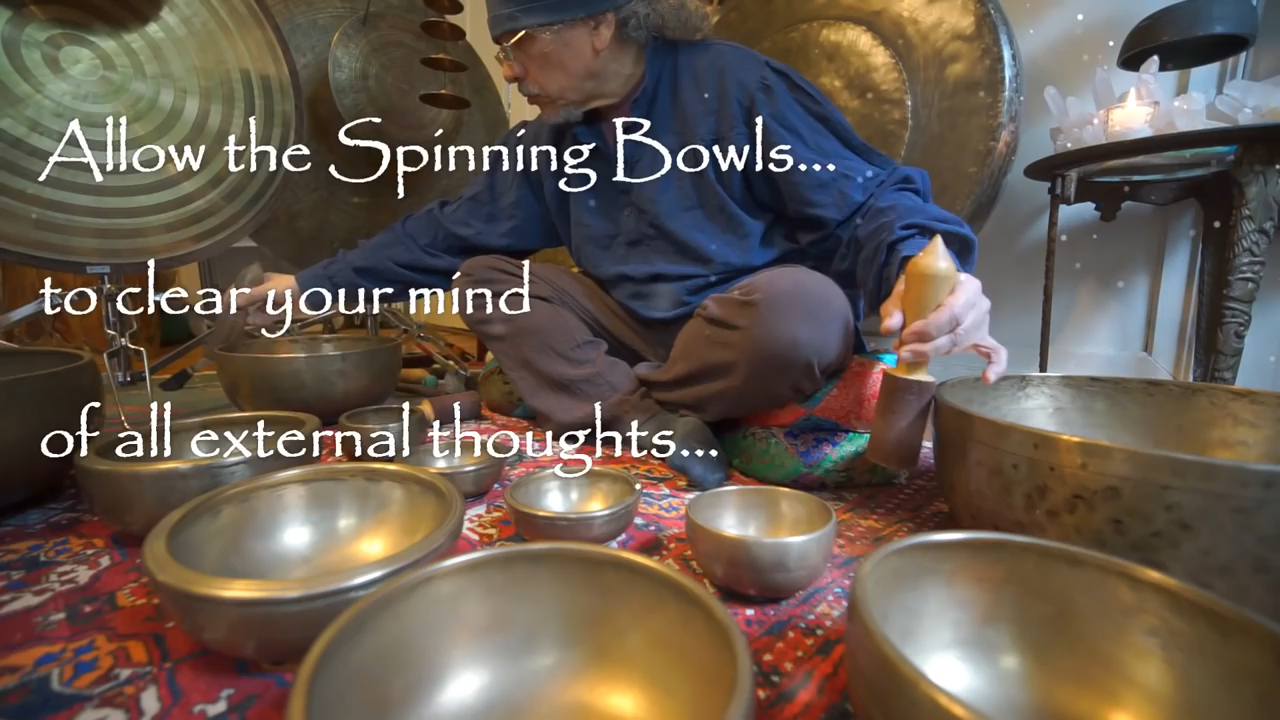 Allow the Spinning Bowls...
to clear your mind
of all external thoughts...